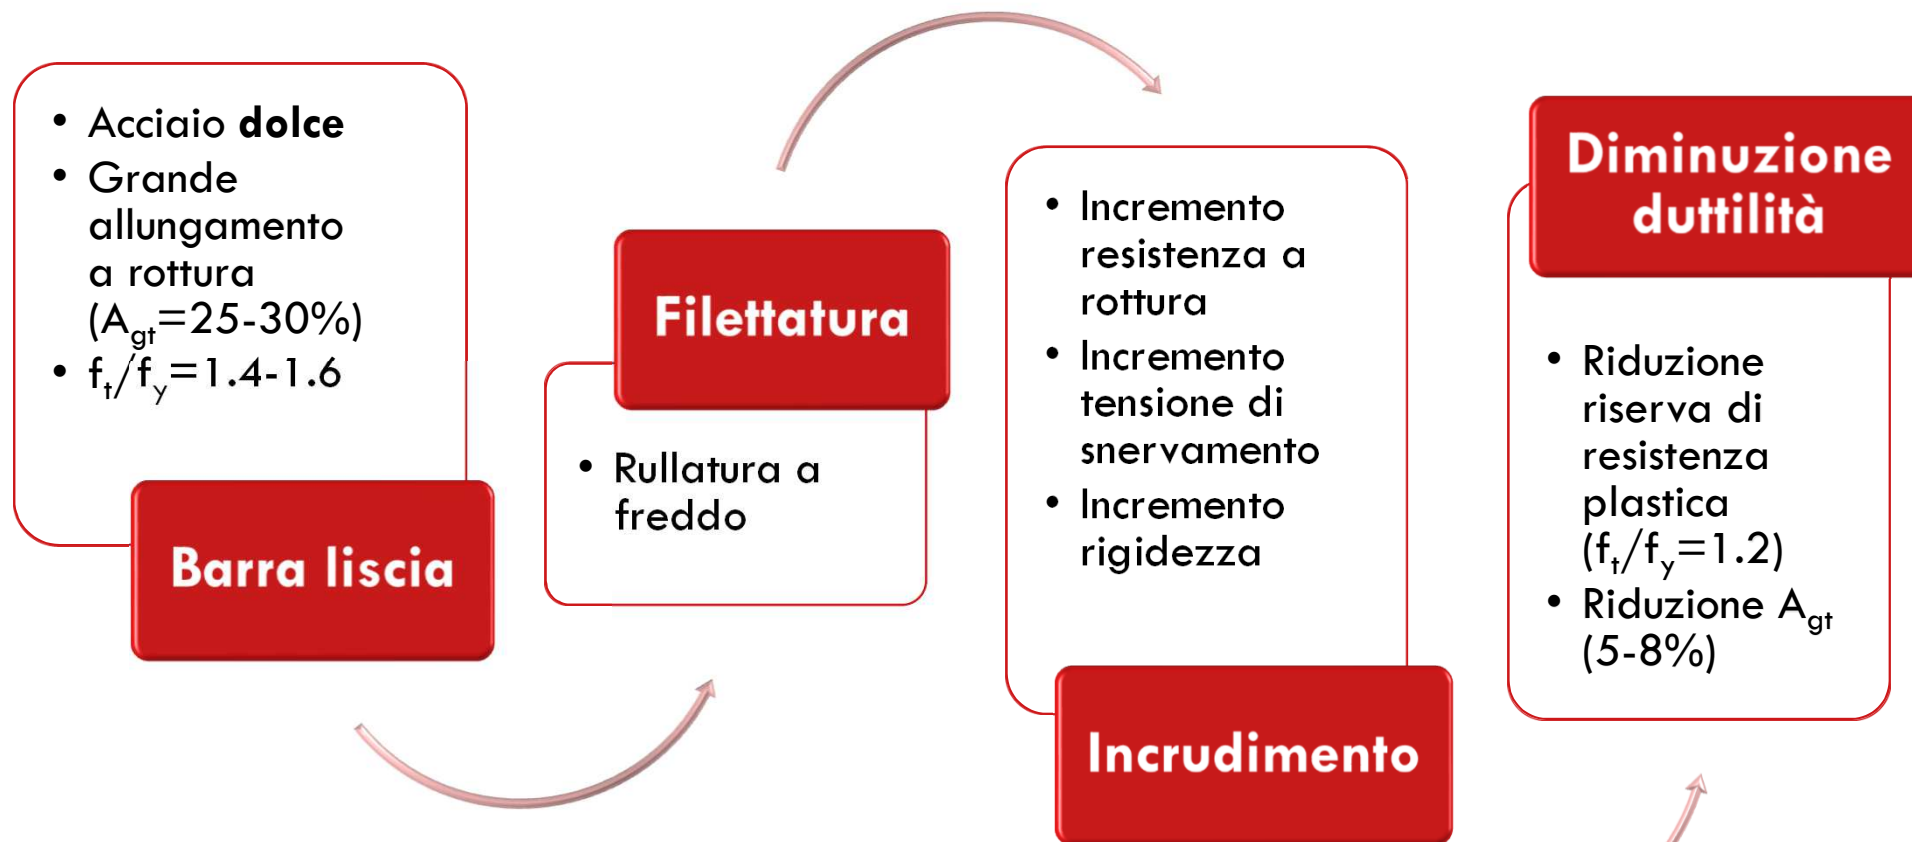 • Acciaio dolce
• Grande
allungamento
a rottura
(Agt=25-30%)
• ft/fy=1.4-1.6
Barra liscia
Filettatura
• Rullatura a
freddo
• Incremento
resistenza a
rottura
• Incremento
tensione di
snervamento
• Incremento
rigidezza
Incrudimento
Diminuzione
duttilità
• Riduzione
riserva di
resistenza
plastica
(ft/fy=1.2)
• Riduzione Agt
(5-8%)